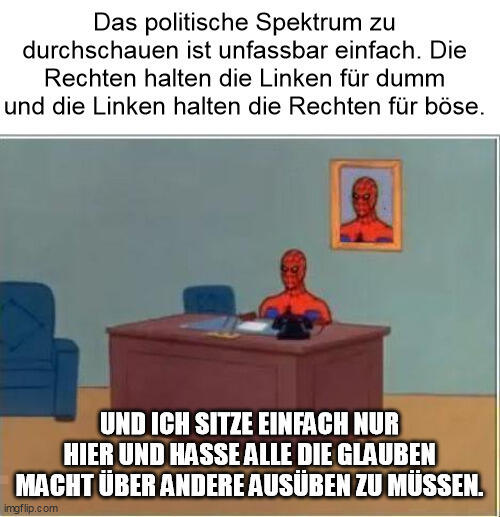 Das politische Spektrum zu
durchschauen ist unfassbar einfach. Die
Rechten halten die Linken für dumm
und die Linken halten die Rechten für böse.
UND ICH SITZE EINFACH NUR
HIER UND HASSE ALLE DIE GLAUBEN
MACHT ÜBER ANDERE AUSÜBEN ZU MÜSSEN.
imgflip.com